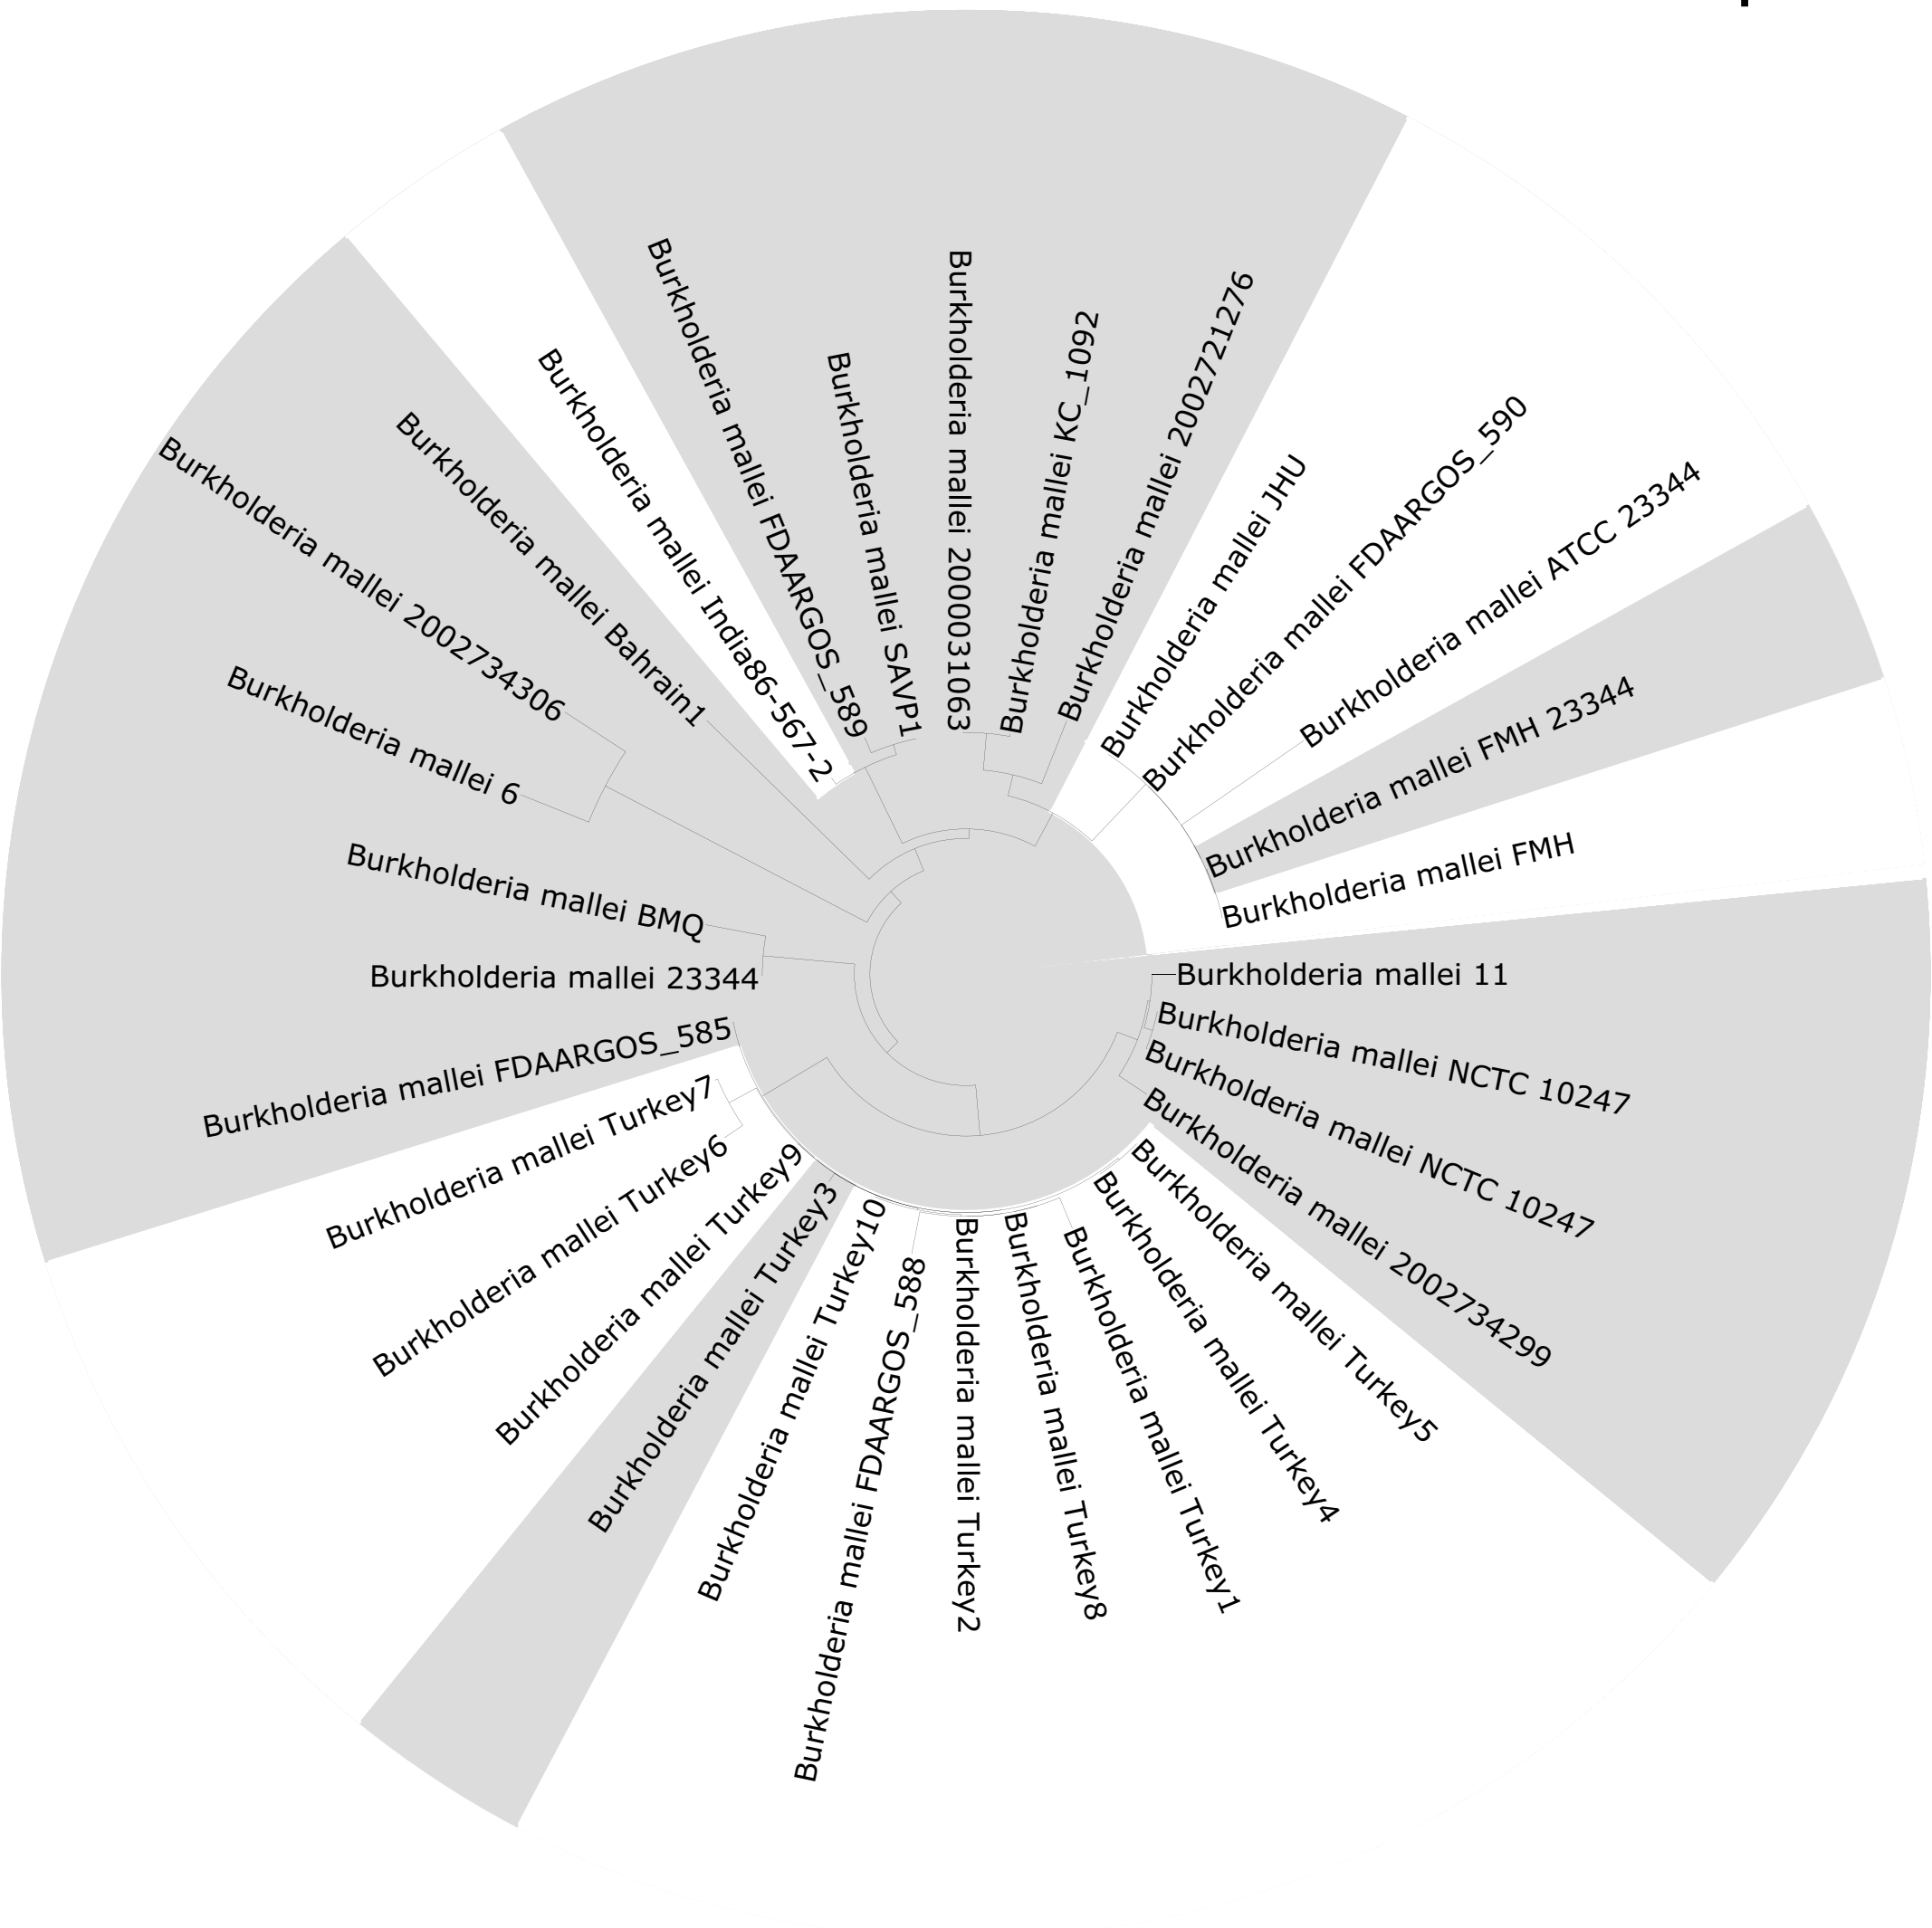 Burkholderia mallei FDAARGOS_589
Burkholderia mallei SAVP1
Burkholderia mallei 2000031063
Burkholderia mallei KC_1092
Burkholderia mallei 2002721276
Burkholderia mallei JHU
Burkholderia mallei FDAARGOS_590
Burkholderia mallei ATCC 23344
Burkholderia mallei FMH 23344
Burkholderia mallei FMH
Burkholderia mallei 11
Burkholderia mallei NCTC 10247
Burkholderia mallei NCTC 10247
Burkholderia mallei 2002734299
Burkholderia mallei Turkey5
Burkholderia mallei Turkey4
Burkholderia mallei Turkey1
Burkholderia mallei Turkey8
Burkholderia mallei Turkey2
Burkholderia mallei FDAARGOS_588
Burkholderia mallei Turkey10
Burkholderia mallei Turkey3
Burkholderia mallei Turkey9
Burkholderia mallei Turkey6
Burkholderia mallei Turkey7
Burkholderia mallei FDAARGOS_585
Burkholderia mallei 23344
Burkholderia mallei BMQ
Burkholderia mallei 6
Burkholderia mallei 2002734306
Burkholderia mallei Bahrain1
Burkholderia mallei India86-567-2